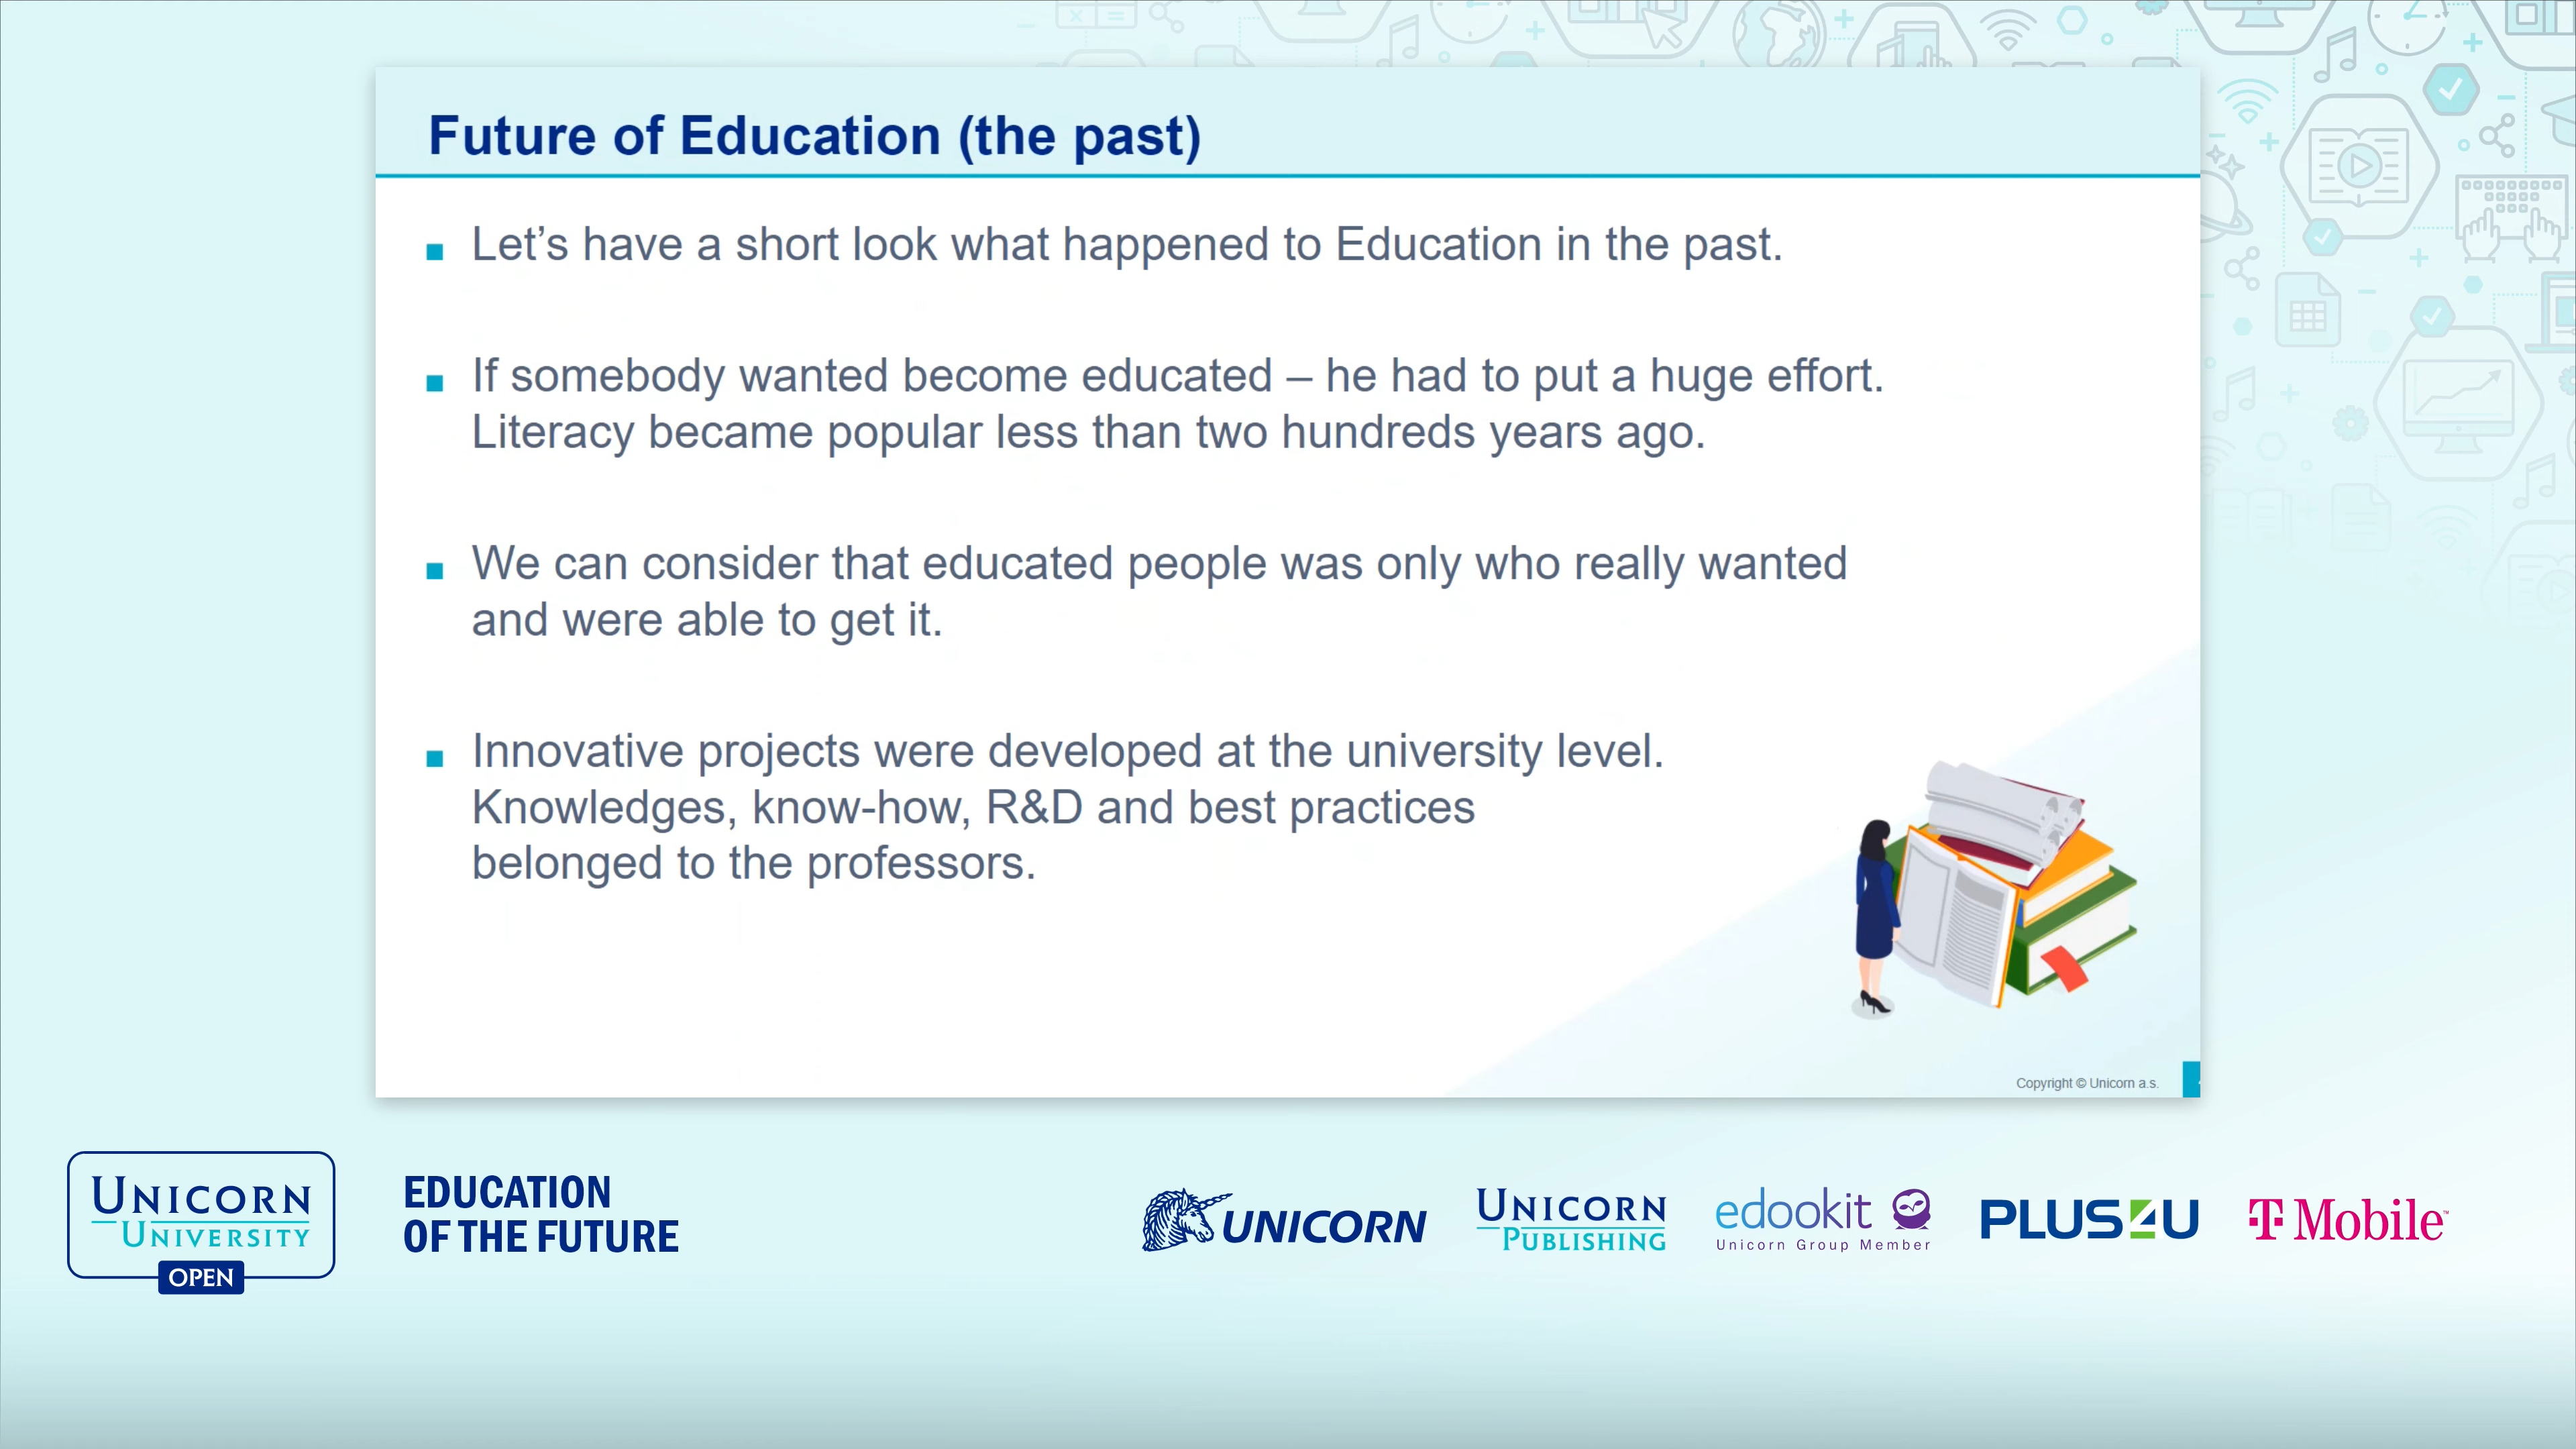 Future of Education (the past)
Let’s have a short look what happened to Education in the past.
If somebody wanted become educated – he had to put a huge effort.
Literacy became popular less than two hundreds years ago.
We can consider that educated people was only who really wanted
and were able to get it.
Innovative projects were developed at the university level.
Knowledges, know-how, R&D and best practices
belonged to the professors.
Copyright © Unicorn a.s.
UNICORN
UNIVERSITY
OPEN
EDUCATION
OF THE FUTURE
UNICORN
UNICORN
PUBLISHING
edookit
Unicorn Group Member
PLUS4U
T Mobile™